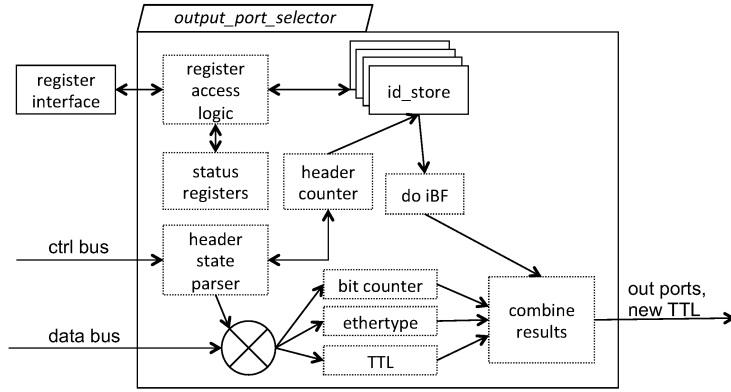 output_port_selector
register
interface
register
access
logic
id_store
status
registers
header
counter
do iBF
ctrl bus
header
state
parser
data bus
bit counter
ethertype
TTL
combine
results
out ports,
new TTL